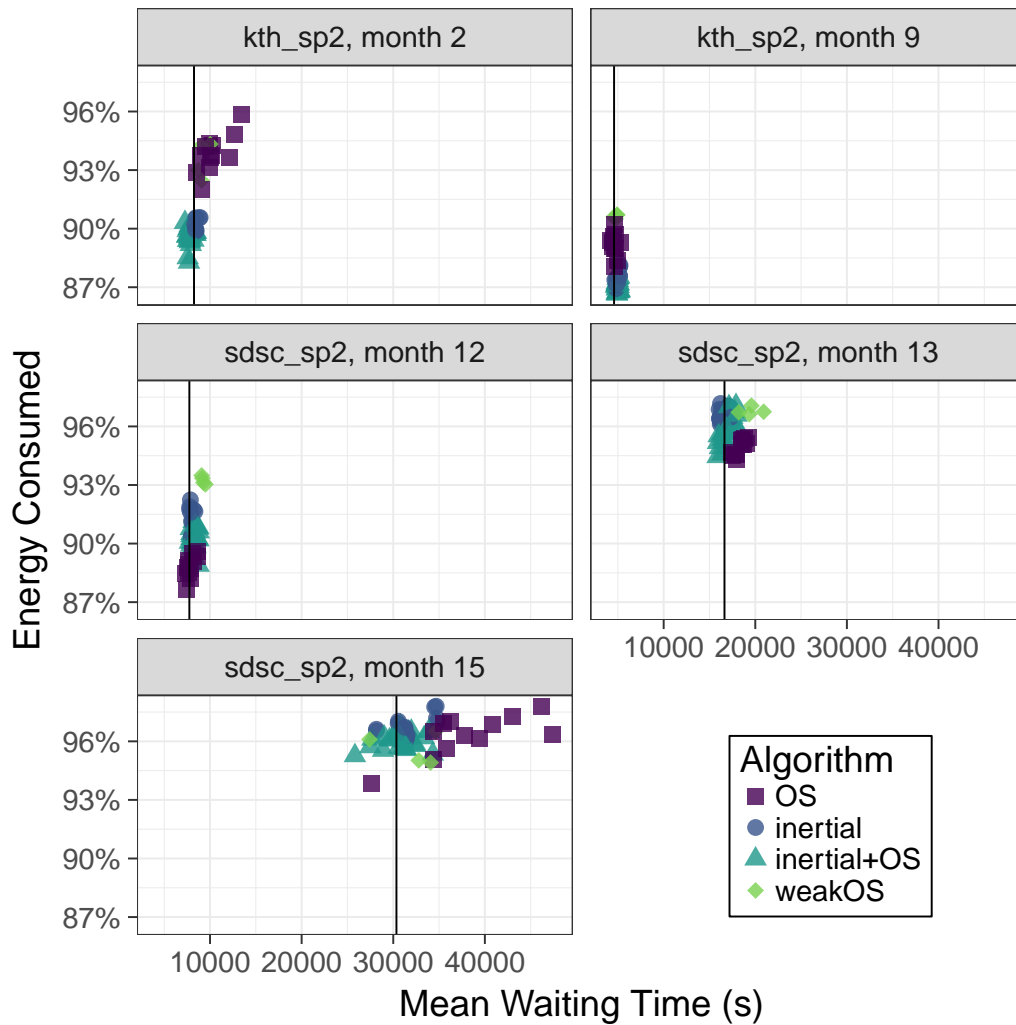 kth_sp2, month 2
kth_sp2, month 9
96%
93%
90%
87%
sdsc_sp2, month 12
sdsc_sp2, month 13
96%
93%
90%
87%
10000 20000 30000 40000
sdsc_sp2, month 15
96%
93%
90%
87%
10000 20000 30000 40000
Energy Consumed
Mean Waiting Time (s)
Algorithm
OS
inertial
inertial+OS
weakOS